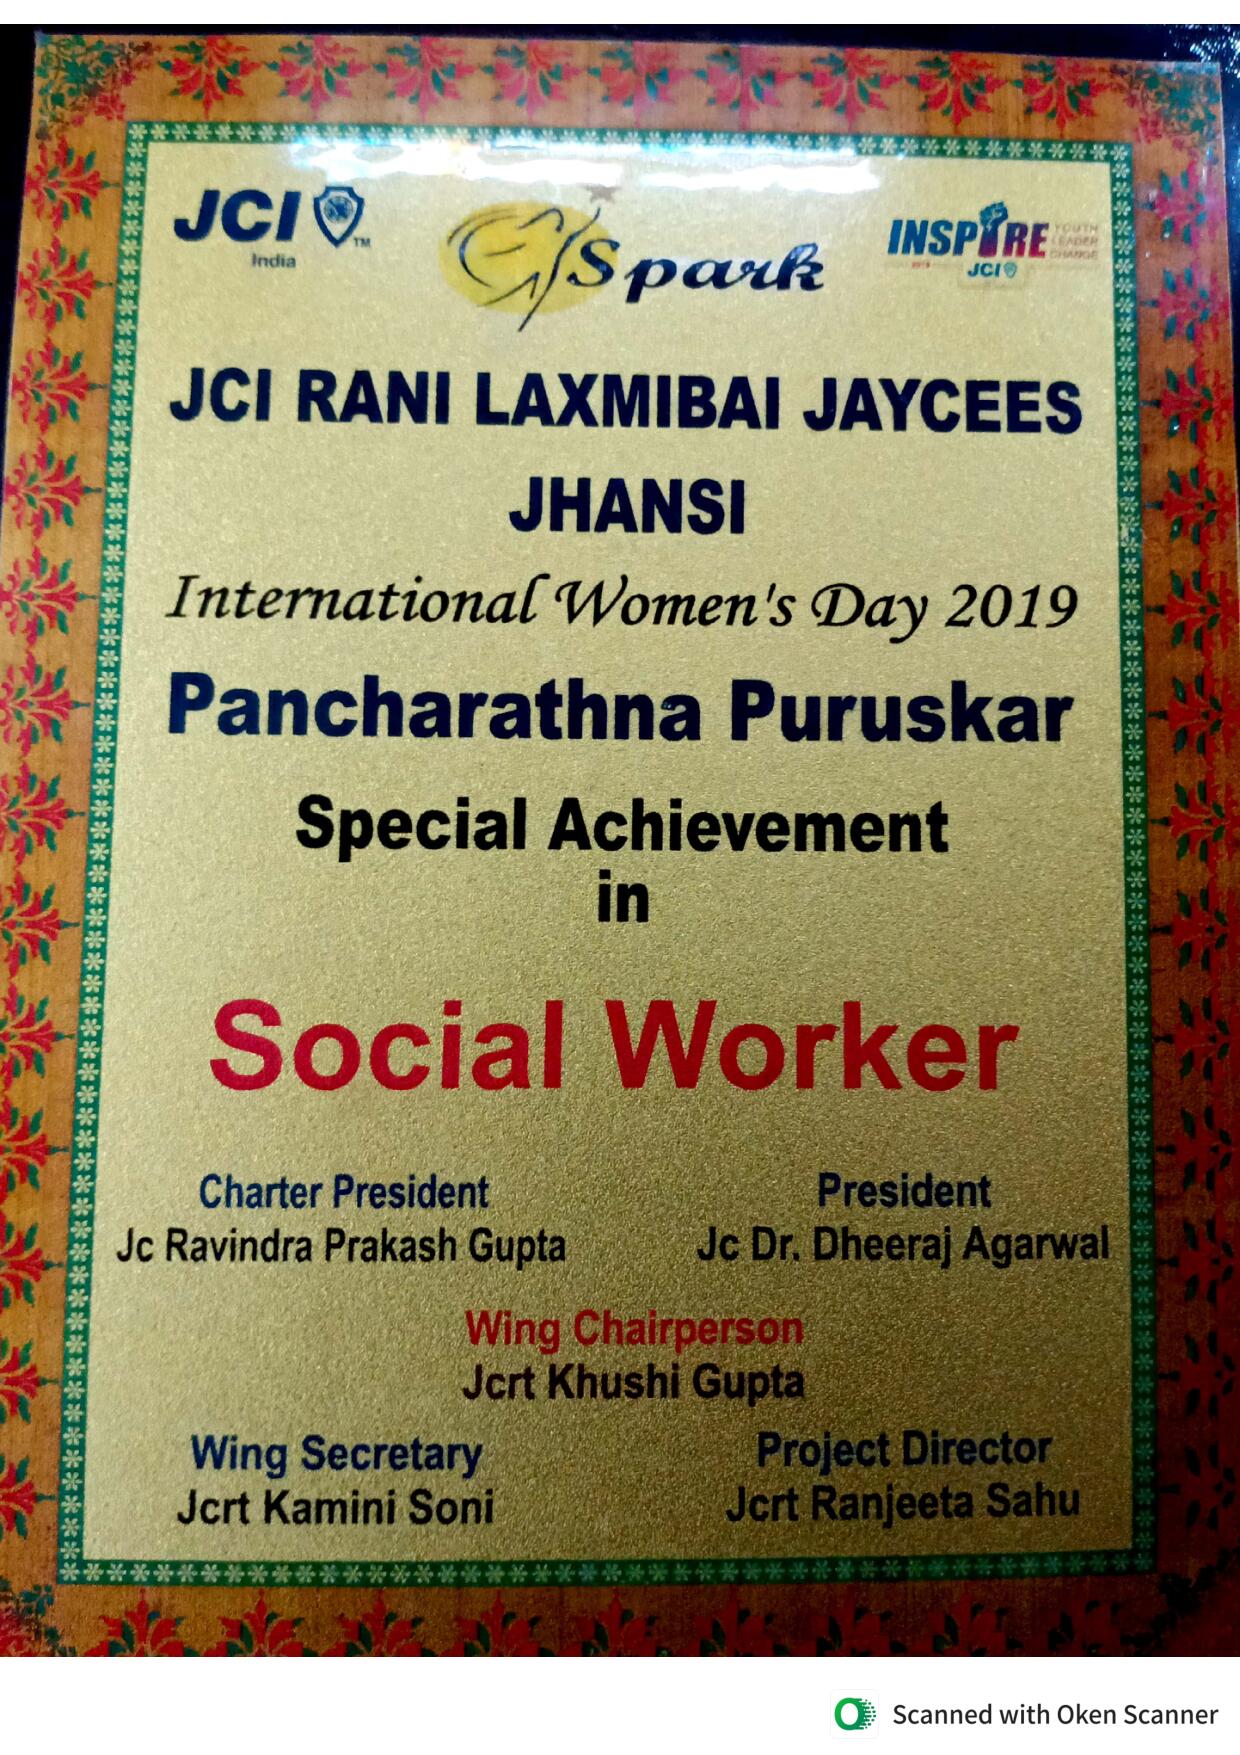 JCI
TM
India
Spark
INSPIRE
YOUTH
LEADER
CHANGE
2019
JCI
JCI RANI LAXMIBAI JAYCEES
JHANSI
International Women's Day 2019
Pancharathna Puruskar
Special Achievement
in
Social Worker
Charter President President
Jc Ravindra Prakash Gupta Jc Dr. Dheeraj Agarwal
Wing Chairperson
Jcrt Khushi Gupta
Wing Secretary Project Director
Jcrt Kamini Soni Jcrt Ranjeeta Sahu
Scanned with Oken Scanner